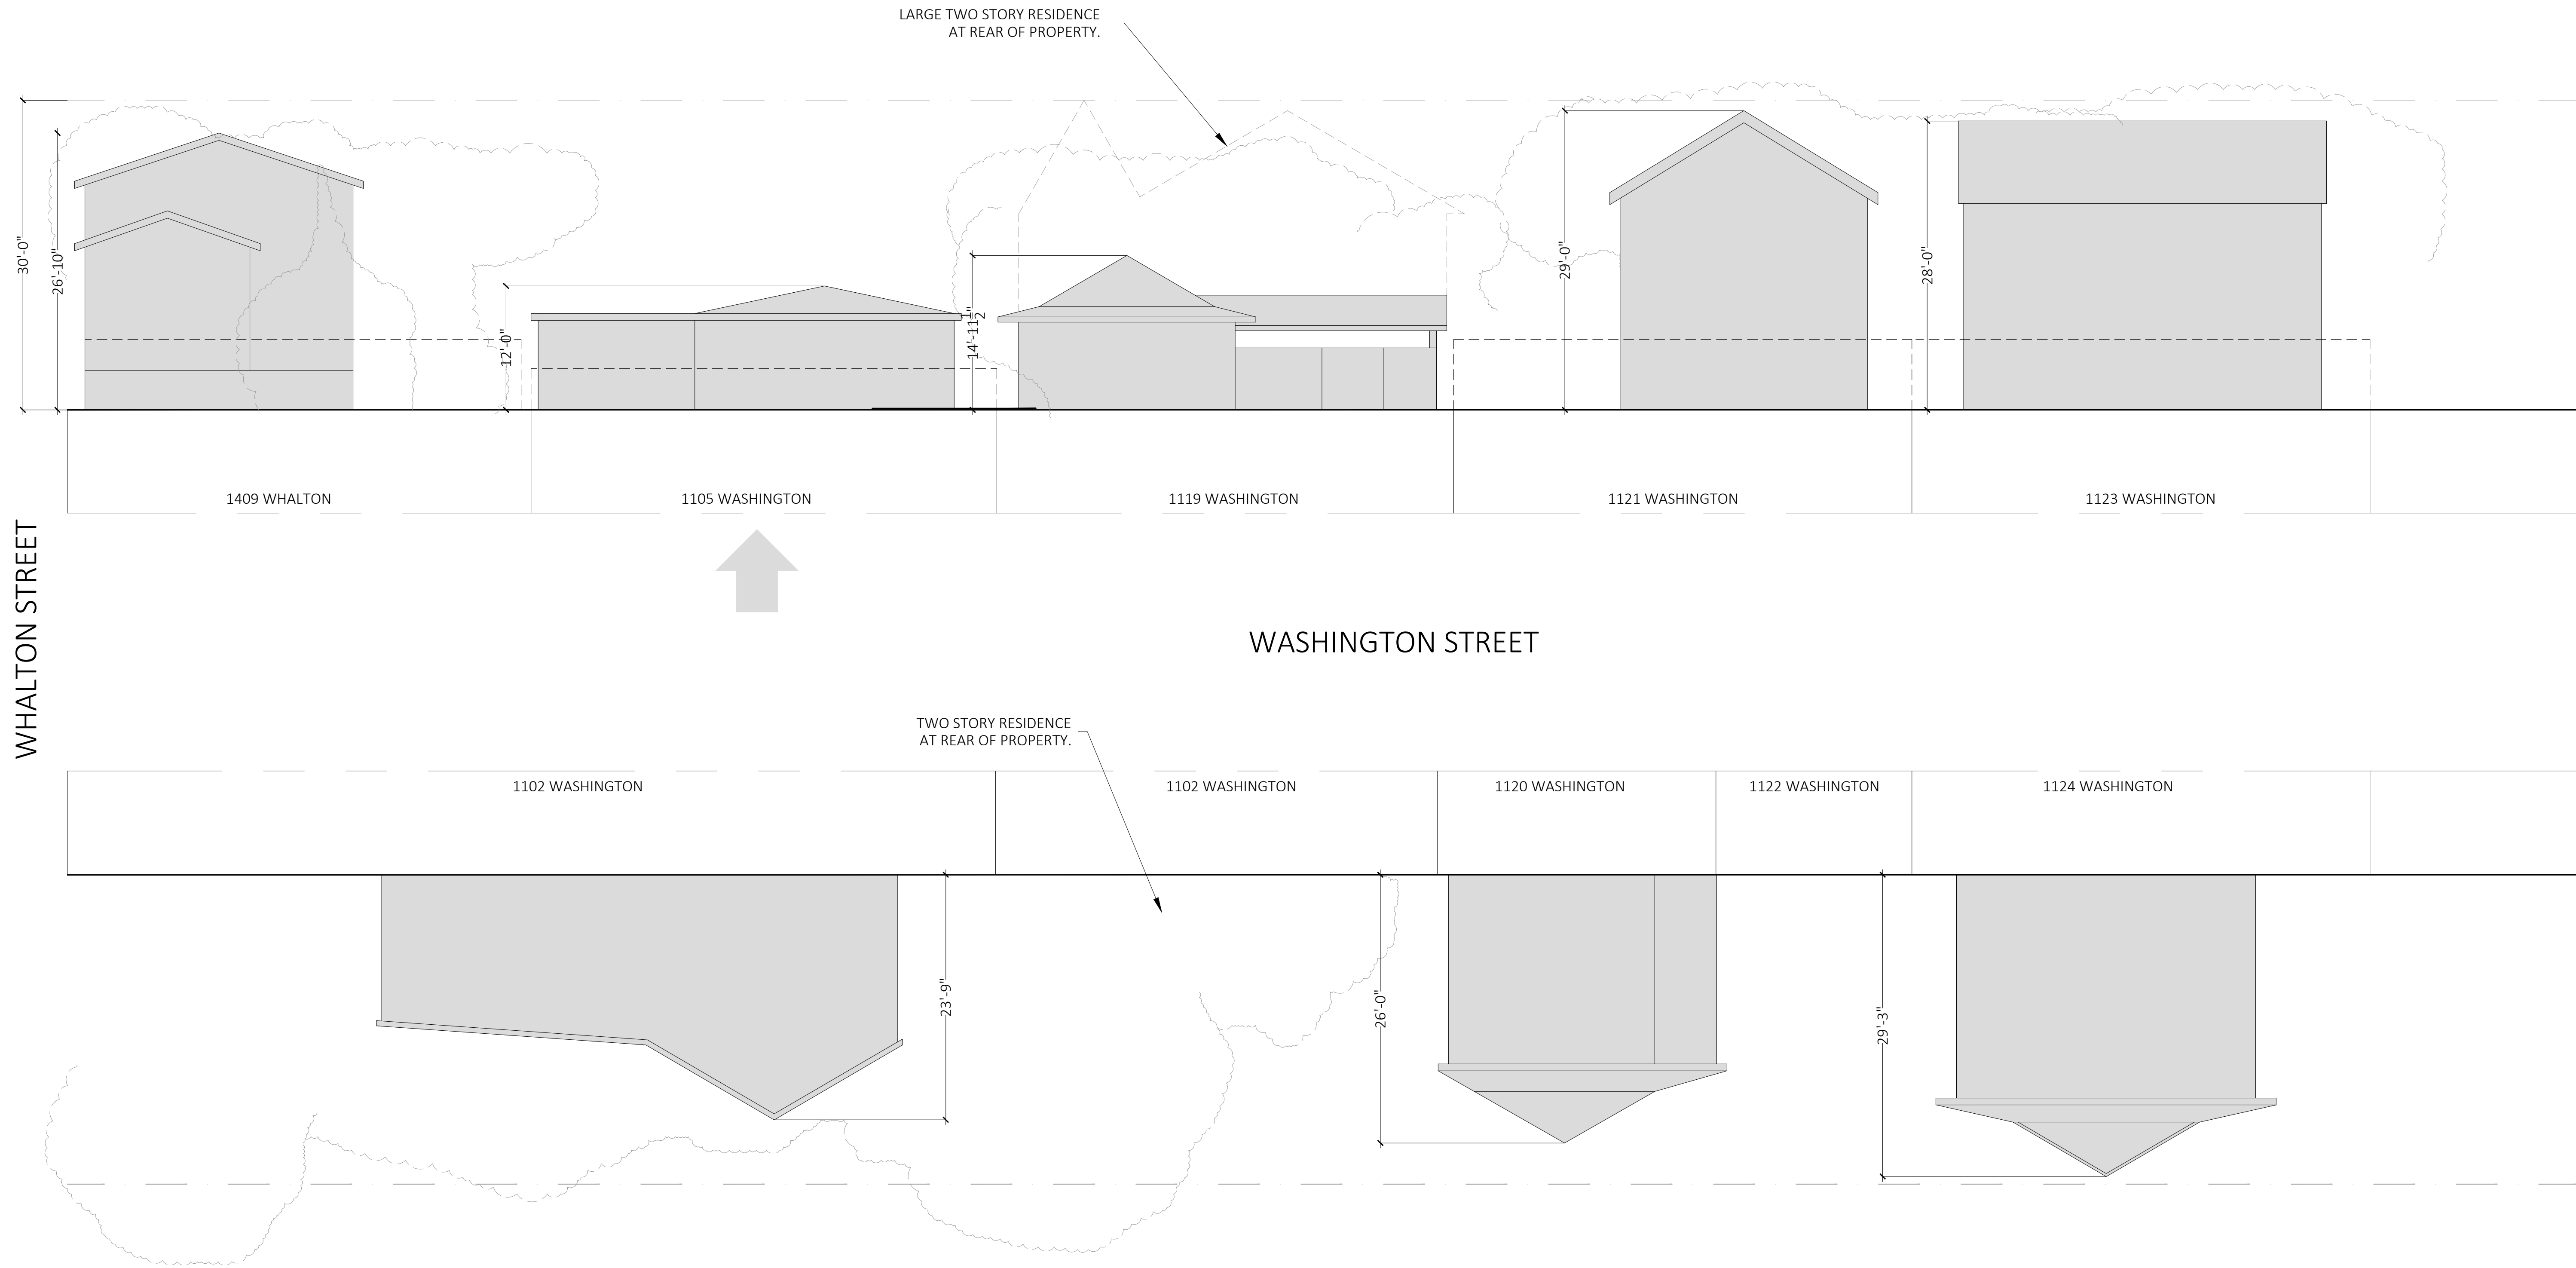 LARGE TWO STORY RESIDENCE
AT REAR OF PROPERTY.
30'-0"
26'-10"
12'-0"
14'-11 1/2"
29'-0"
28'-0"
1409 WHALTON
1105 WASHINGTON
1119 WASHINGTON
1121 WASHINGTON
1123 WASHINGTON
WHALTON STREET
WASHINGTON STREET
TWO STORY RESIDENCE
AT REAR OF PROPERTY.
1102 WASHINGTON
1102 WASHINGTON
1120 WASHINGTON
1122 WASHINGTON
1124 WASHINGTON
23'-9"
26'-0"
29'-3"